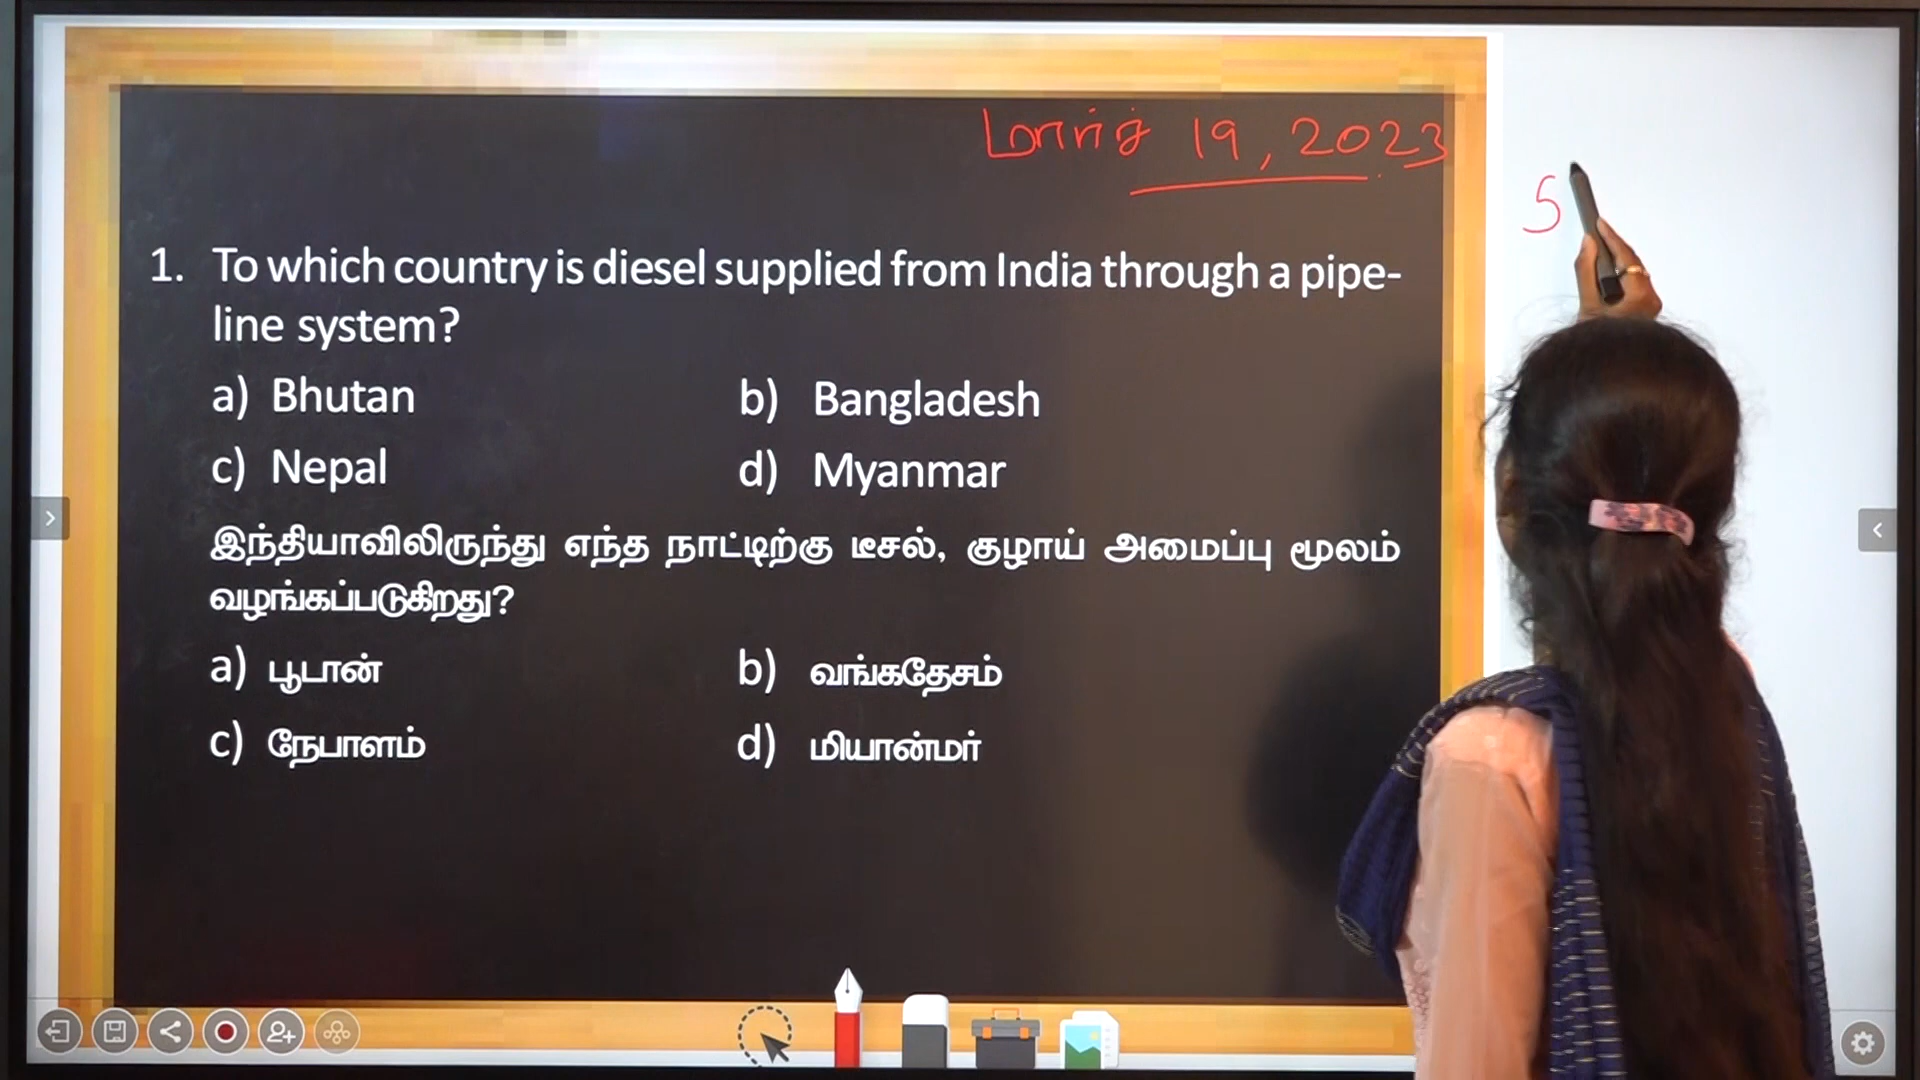 மார்ச் 19, 2023
5
1. To which country is diesel supplied from India through a pipe-
line system?
a) Bhutan b) Bangladesh
c) Nepal d) Myanmar
இந்தியாவிலிருந்து எந்த நாட்டிற்கு டீசல், குழாய் அமைப்பு மூலம்
வழங்கப்படுகிறது?
a) பூடான் b) வங்கதேசம்
c) நேபாளம் d) மியான்மர்